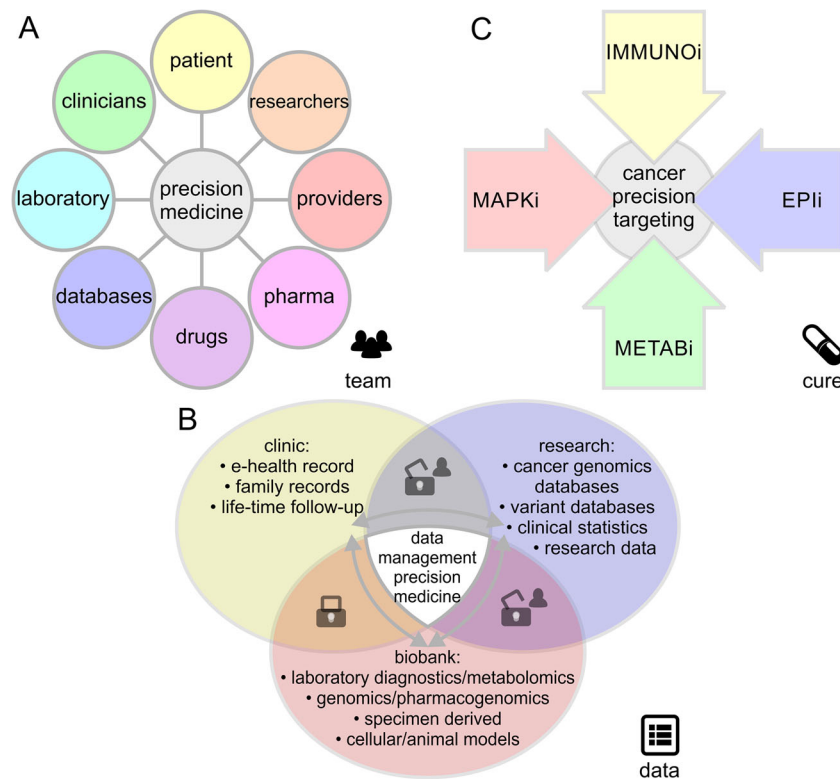 A
patient
clinicians
researchers
laboratory
precision
medicine
providers
databases
pharma
drugs
team
C
IMMUNOi
MAPKi
cancer
precision
targeting
EPIi
METABi
cure
B
clinic:
• e-health record
• family records
• life-time follow-up
research:
• cancer genomics
databases
• variant databases
• clinical statistics
• research data
data
management
precision
medicine
biobank:
• laboratory diagnostics/metabolomics
• genomics/pharmacogenomics
• specimen derived
• cellular/animal models
data